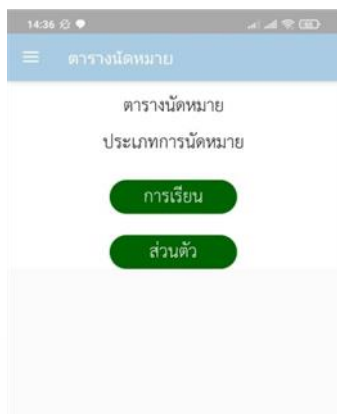 14:36
ตารางนัดหมาย
ตารางนัดหมาย
ประเภทการนัดหมาย
การเรียน
ส่วนตัว